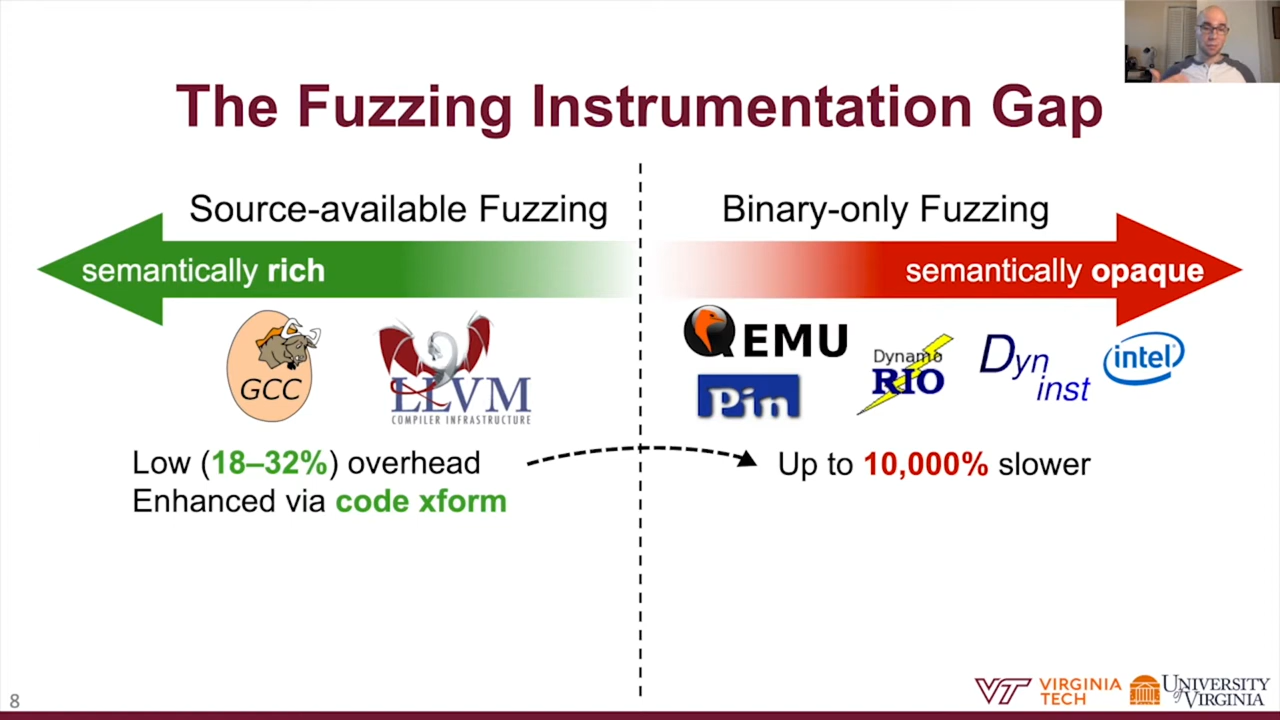 The Fuzzing Instrumentation Gap
Source-available Fuzzing
semantically rich
GCC
LLVM
COMPILER INFRASTRUCTURE
Low (18–32%) overhead
Enhanced via code xform
Binary-only Fuzzing
semantically opaque
QEMU
Pin
Dynamo
RIO
Dyn
inst
intel
Up to 10,000% slower
8
VT VIRGINIA
TECH
UNIVERSITY
of VIRGINIA